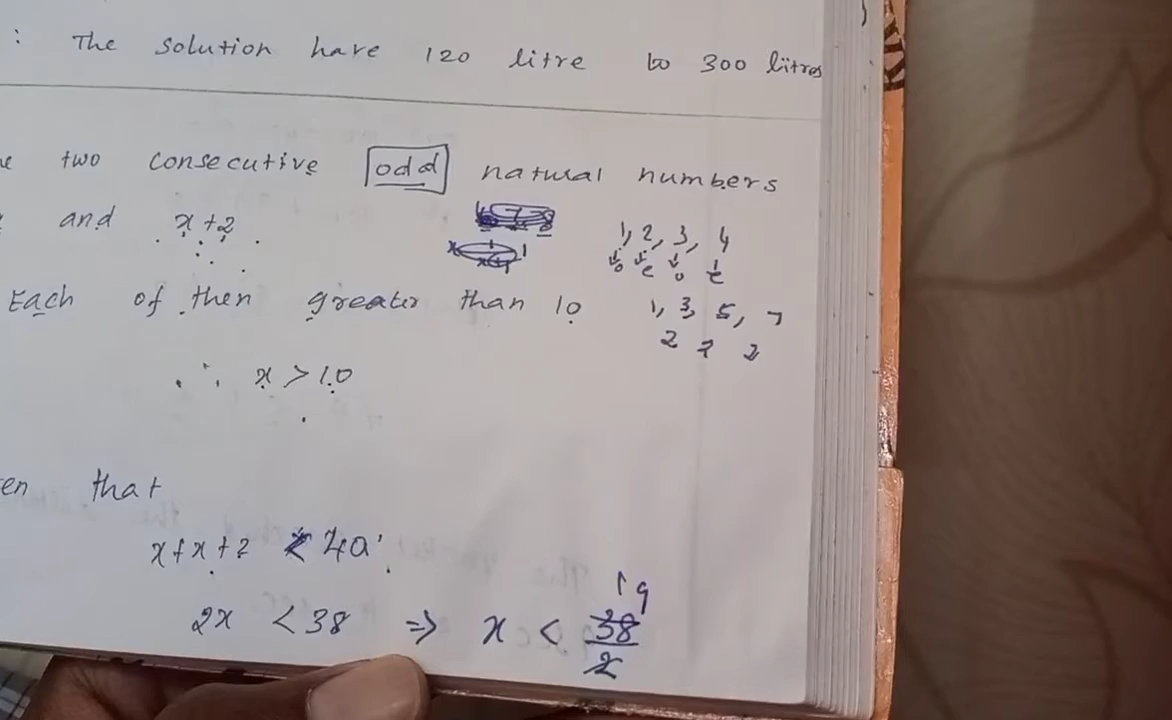 : The solution have 120 litre to 300 litres
two consecutive odd natural numbers
and x+2
1, 2, 3, 4
o e o e
Each of then greater than 10
1, 3, 5, 7
2 2 2
∴ x > 10
that
x+x+2 < 40
2x < 38 ⇒ x < 38/2
19